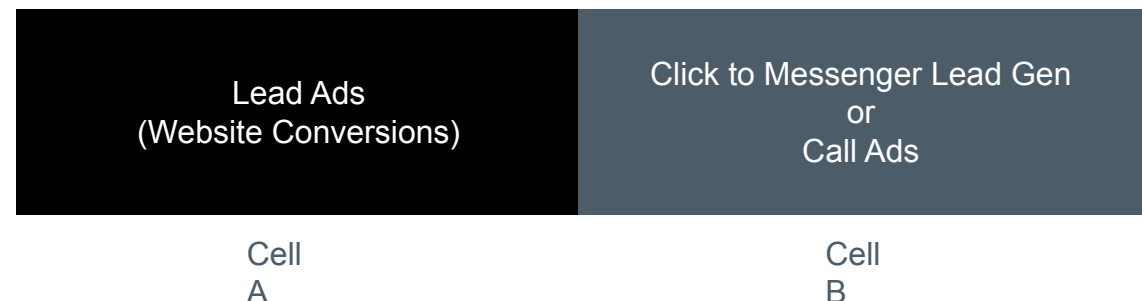 Lead Ads
(Website Conversions)
Click to Messenger Lead Gen
or
Call Ads
Cell
A
Cell
B